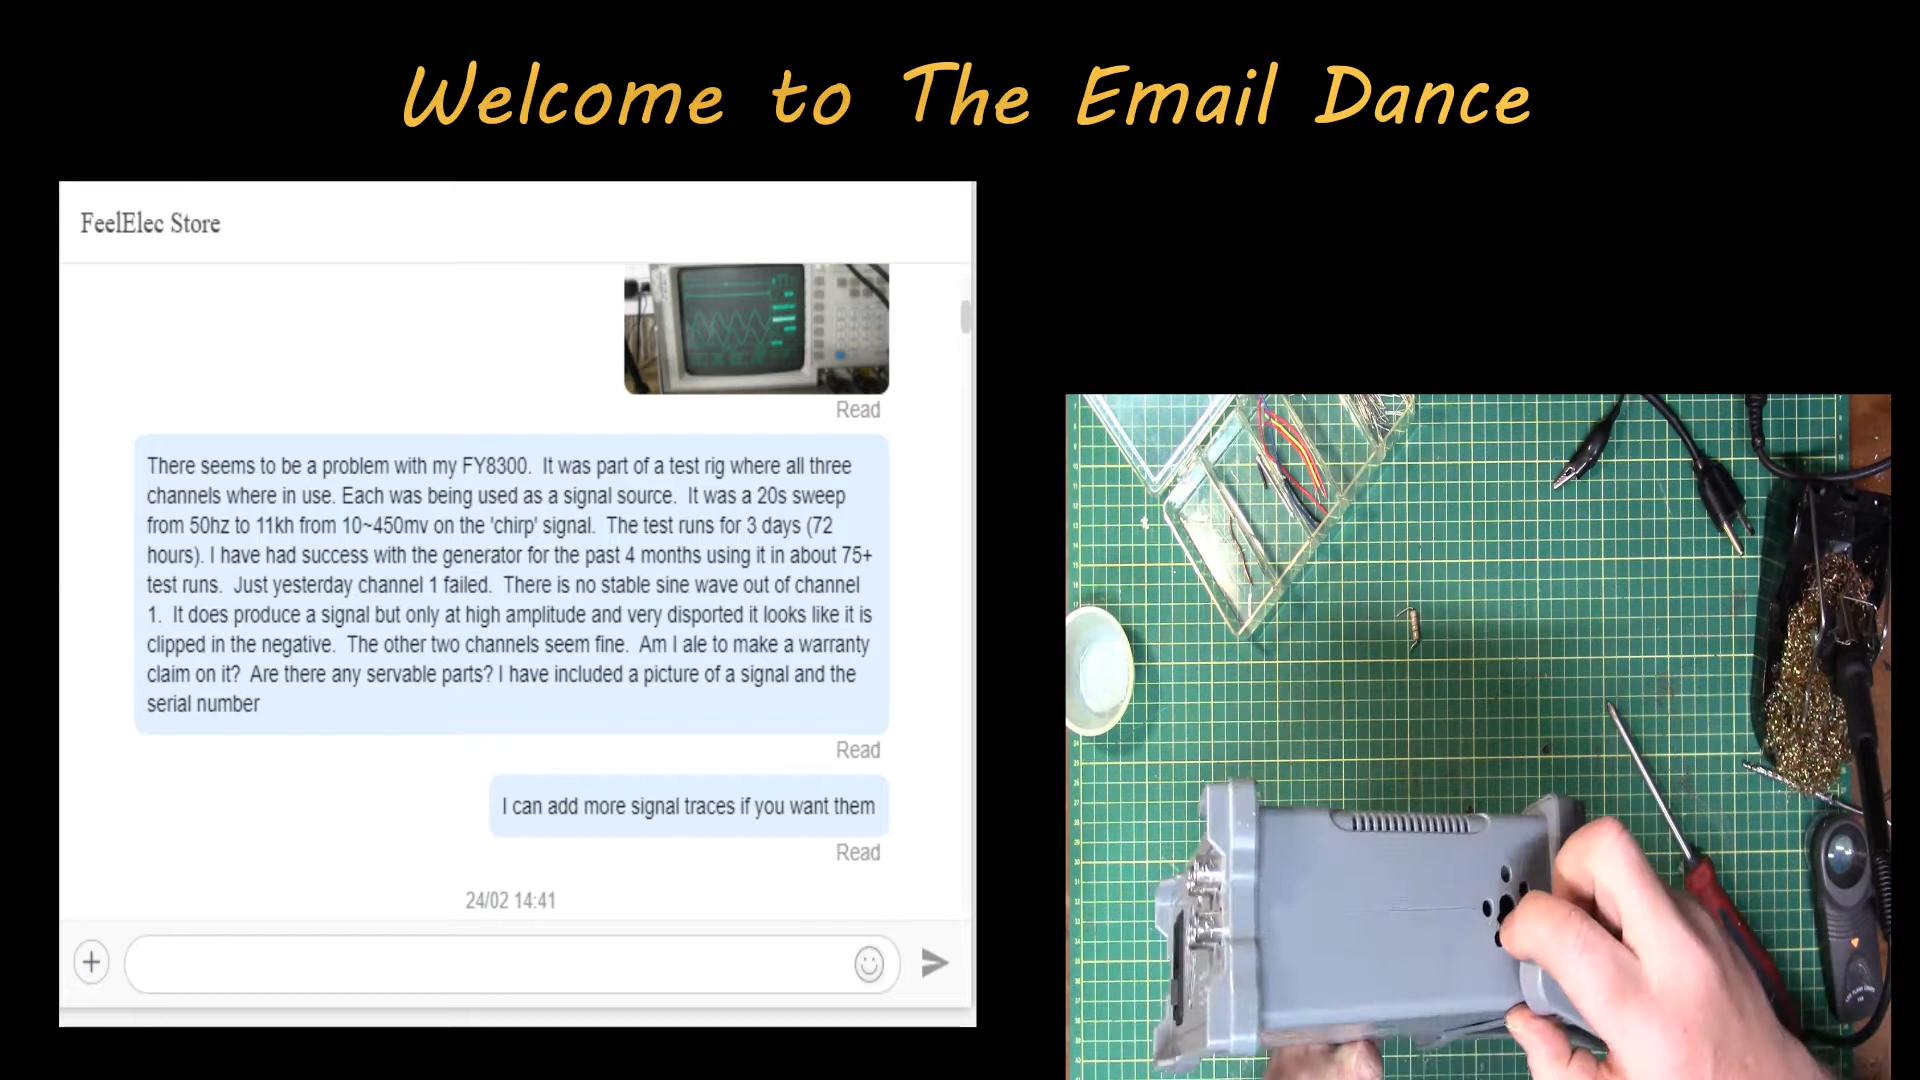 Welcome to The Email Dance
FeelElec Store
Read
There seems to be a problem with my FY8300. It was part of a test rig where all three
channels where in use. Each was being used as a signal source. It was a 20s sweep
from 50hz to 11kh from 10~450mv on the 'chirp' signal. The test runs for 3 days (72
hours). I have had success with the generator for the past 4 months using it in about 75+
test runs. Just yesterday channel 1 failed. There is no stable sine wave out of channel
1. It does produce a signal but only at high amplitude and very disported it looks like it is
clipped in the negative. The other two channels seem fine. Am I ale to make a warranty
claim on it? Are there any servable parts? I have included a picture of a signal and the
serial number
Read
I can add more signal traces if you want them
Read
24/02 14:41